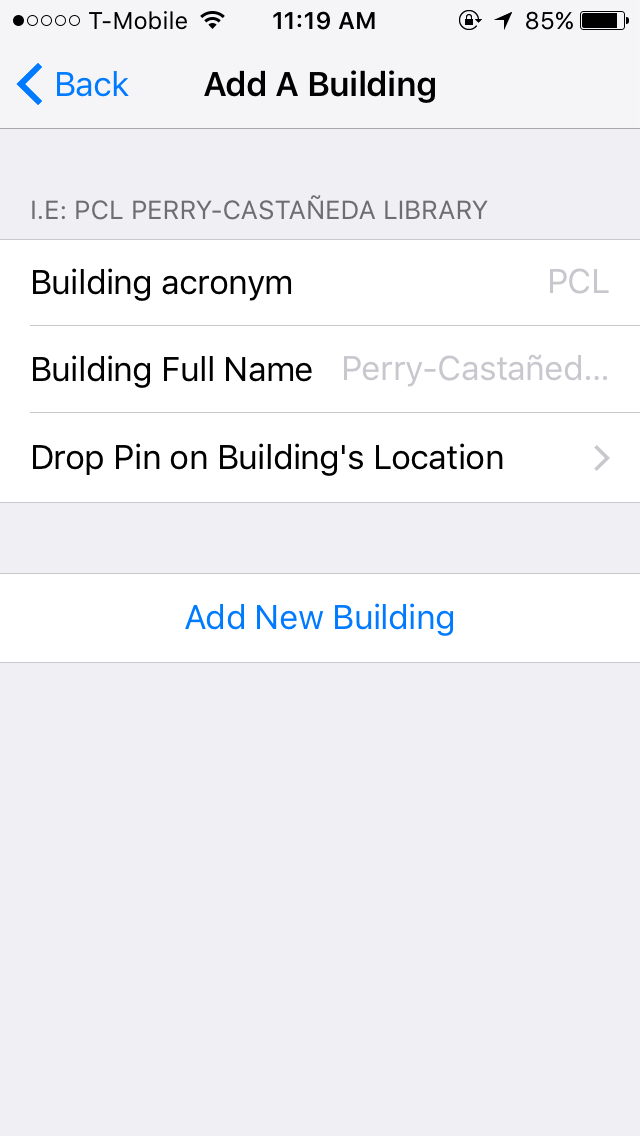 T-Mobile 11:19 AM 85%
Back Add A Building
I.E: PCL PERRY-CASTAÑEDA LIBRARY
Building acronym PCL
Building Full Name Perry-Castañed...
Drop Pin on Building's Location
Add New Building